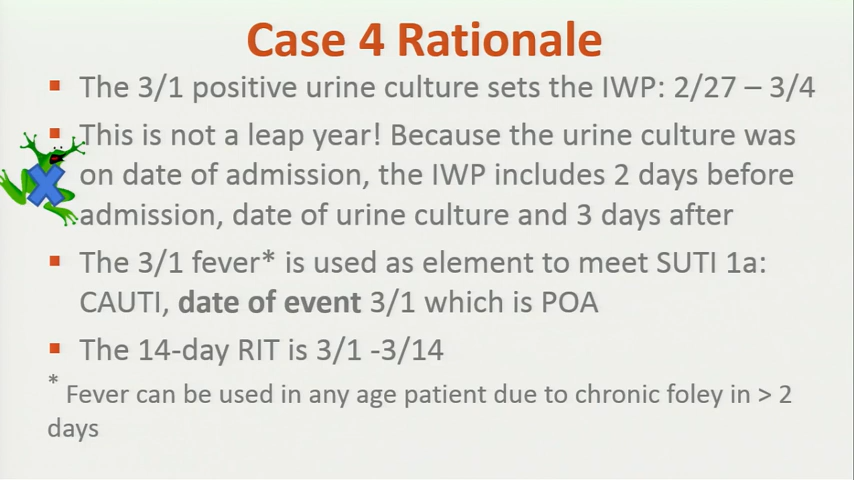 Case 4 Rationale
▪ The 3/1 positive urine culture sets the IWP: 2/27 – 3/4
▪ This is not a leap year! Because the urine culture was
on date of admission, the IWP includes 2 days before
admission, date of urine culture and 3 days after
▪ The 3/1 fever* is used as element to meet SUTI 1a:
CAUTI, date of event 3/1 which is POA
▪ The 14-day RIT is 3/1 -3/14
* Fever can be used in any age patient due to chronic foley in > 2
days